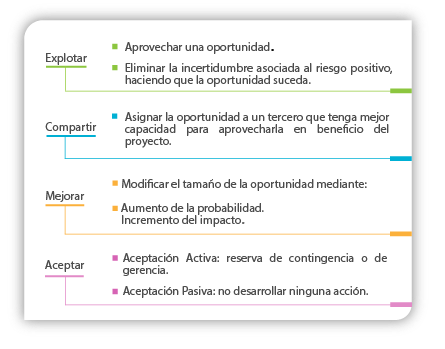 Explotar
Aprovechar una oportunidad.
Eliminar la incertidumbre asociada al riesgo positivo,
haciendo que la oportunidad suceda.
Compartir
Asignar la oportunidad a un tercero que tenga mejor
capacidad para aprovecharla en beneficio del
proyecto.
Mejorar
Modificar el tamaño de la oportunidad mediante:
Aumento de la probabilidad.
Incremento del impacto.
Aceptar
Aceptación Activa: reserva de contingencia o de
gerencia.
Aceptación Pasiva: no desarrollar ninguna acción.